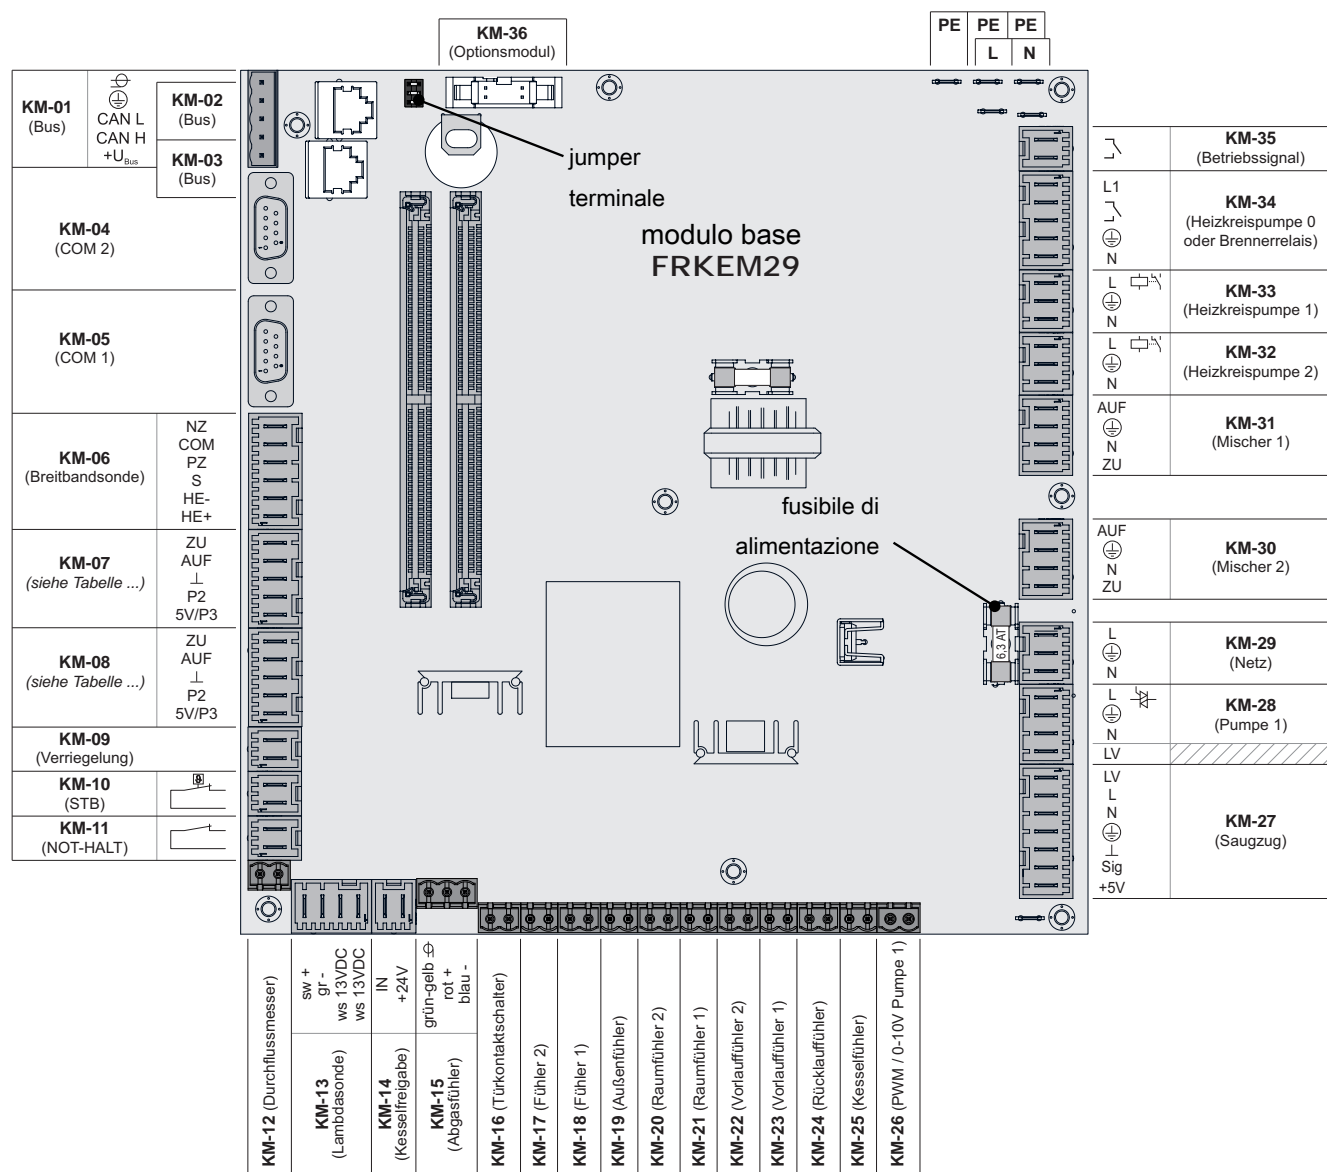 KM-36
(Optionsmodul)
PE PE PE
L N
KM-01
(Bus)
CAN L
CAN H
+U Bus
KM-02
(Bus)
KM-03
(Bus)
KM-04
(COM 2)
KM-05
(COM 1)
KM-06
(Breitbandsonde)
NZ
COM
PZ
S
HE-
HE+
KM-07
(siehe Tabelle ...)
ZU
AUF
⊥
P2
5V/P3
KM-08
(siehe Tabelle ...)
ZU
AUF
⊥
P2
5V/P3
KM-09
(Verriegelung)
KM-10
(STB)
KM-11
(NOT-HALT)
jumper
terminale
modulo base
FRKEM29
fusibile di
alimentazione
6,3 AT
KM-35
(Betriebssignal)
L1
N
KM-34
(Heizkreispumpe 0
oder Brennerrelais)
L
N
KM-33
(Heizkreispumpe 1)
L
N
KM-32
(Heizkreispumpe 2)
AUF
N
ZU
KM-31
(Mischer 1)
AUF
N
ZU
KM-30
(Mischer 2)
L
N
KM-29
(Netz)
L
N
LV
KM-28
(Pumpe 1)
LV
L
N
⊥
Sig
+5V
KM-27
(Saugzug)
KM-12 (Durchflussmesser)
sw +
gr -
ws 13VDC
ws 13VDC
KM-13
(Lambdasonde)
IN
+24V
KM-14
(Kesselfreigabe)
grün-gelb
rot +
blau -
KM-15
(Abgasfühler)
KM-16 (Türkontaktschalter)
KM-17 (Fühler 2)
KM-18 (Fühler 1)
KM-19 (Außenfühler)
KM-20 (Raumfühler 2)
KM-21 (Raumfühler 1)
KM-22 (Vorlauffühler 2)
KM-23 (Vorlauffühler 1)
KM-24 (Rücklauffühler)
KM-25 (Kesselfühler)
KM-26 (PWM / 0-10V Pumpe 1)